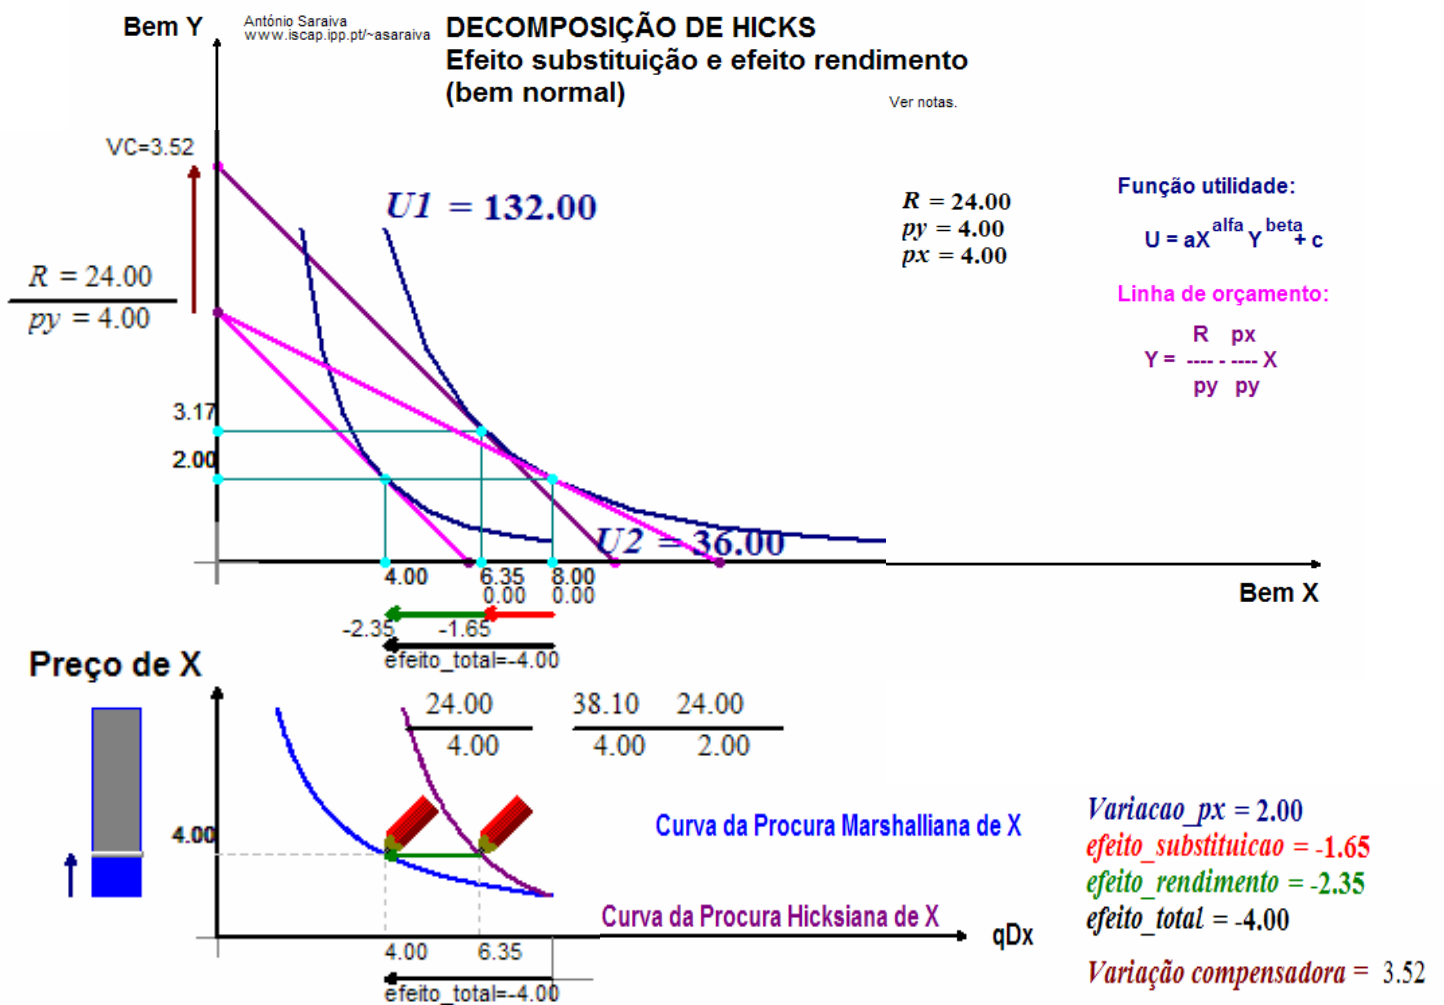 Bem Y
António Saraiva
www.iscap.ipp.pt/~asaraiva
DECOMPOSIÇÃO DE HICKS
Efeito substituição e efeito rendimento
(bem normal)
Ver notas.
VC=3.52
U1 = 132.00
R = 24.00
py = 4.00
px = 4.00
Função utilidade:
U = aX alfa Y beta + c
Linha de orçamento:
R px
Y = ---- - ---- X
py py
R = 24.00
py = 4.00
3.17
2.00
U2 = 36.00
4.00 6.35 8.00
0.00 0.00
Bem X
-2.35 -1.65
efeito_total=-4.00
Preço de X
24.00 38.10 24.00
4.00 4.00 2.00
4.00
Curva da Procura Marshalliana de X
Curva da Procura Hicksiana de X
qDx
4.00 6.35
efeito_total=-4.00
Variacao_px = 2.00
efeito_substituicao = -1.65
efeito_rendimento = -2.35
efeito_total = -4.00
Variação compensadora = 3.52